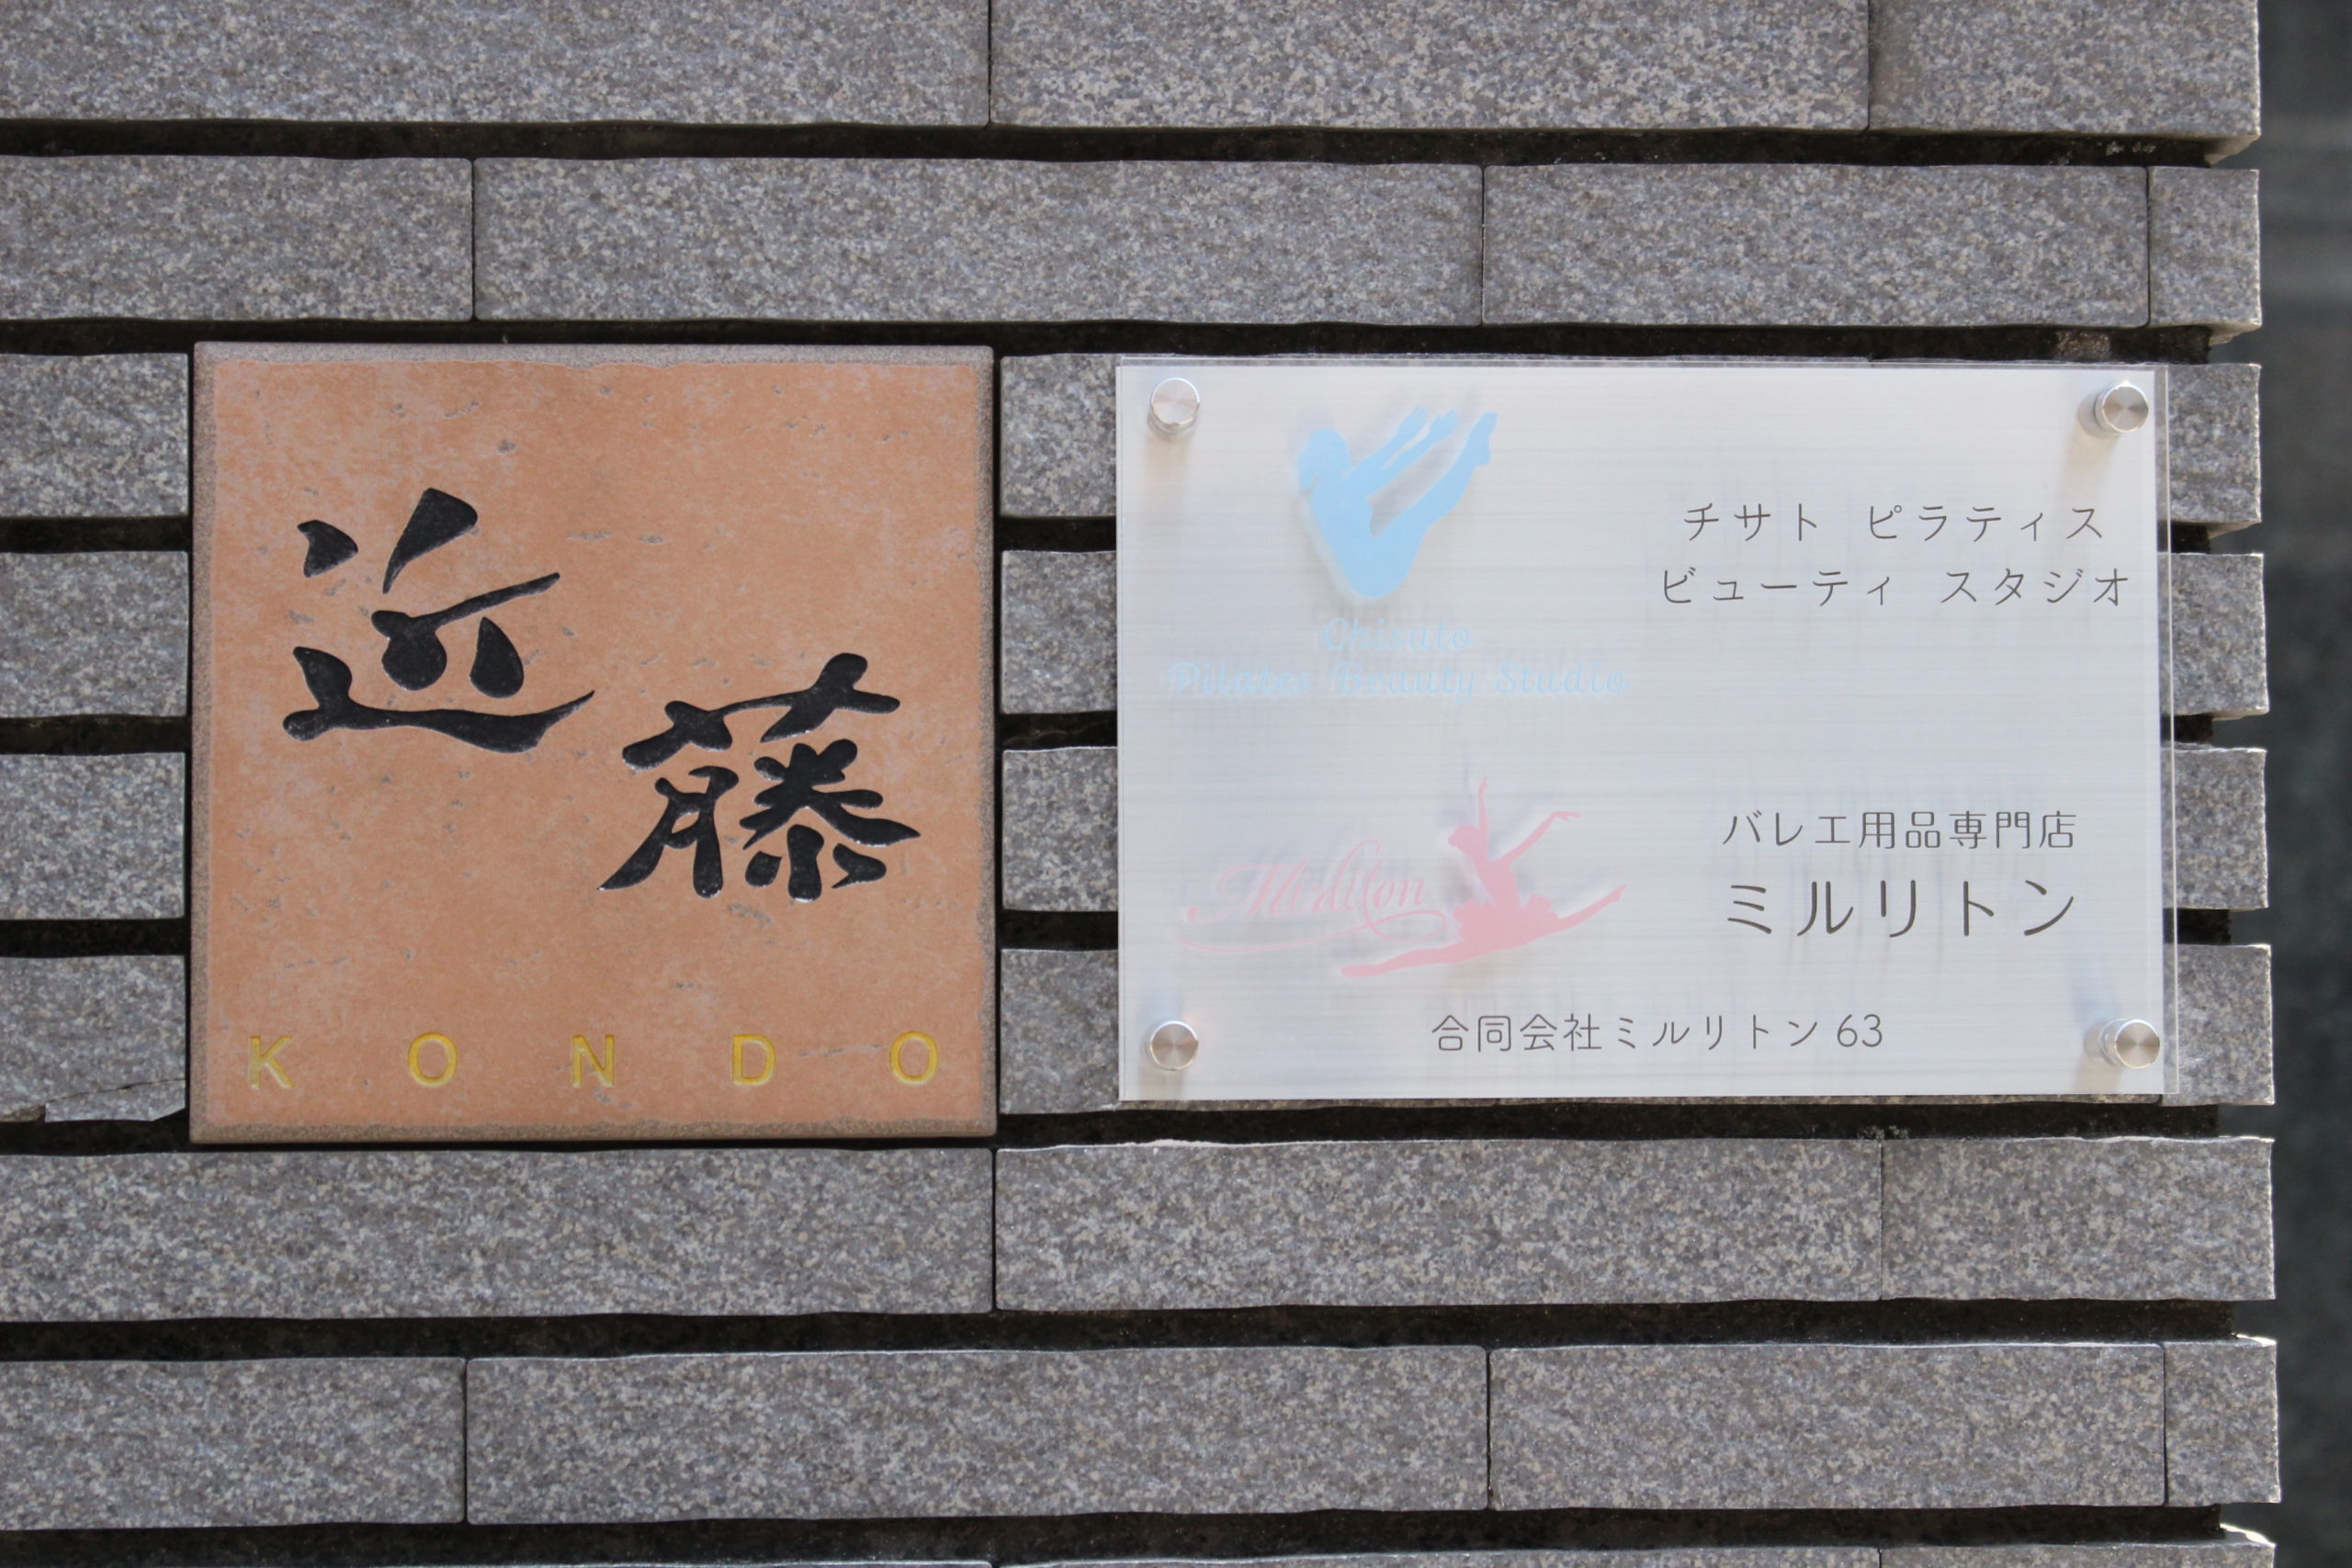 近藤
KONDO
チサト ピラティス
ビューティ スタジオ
Chisato
Pilates Beauty Studio
バレエ用品専門店
ミルリトン
Mirliton
合同会社ミルリトン63